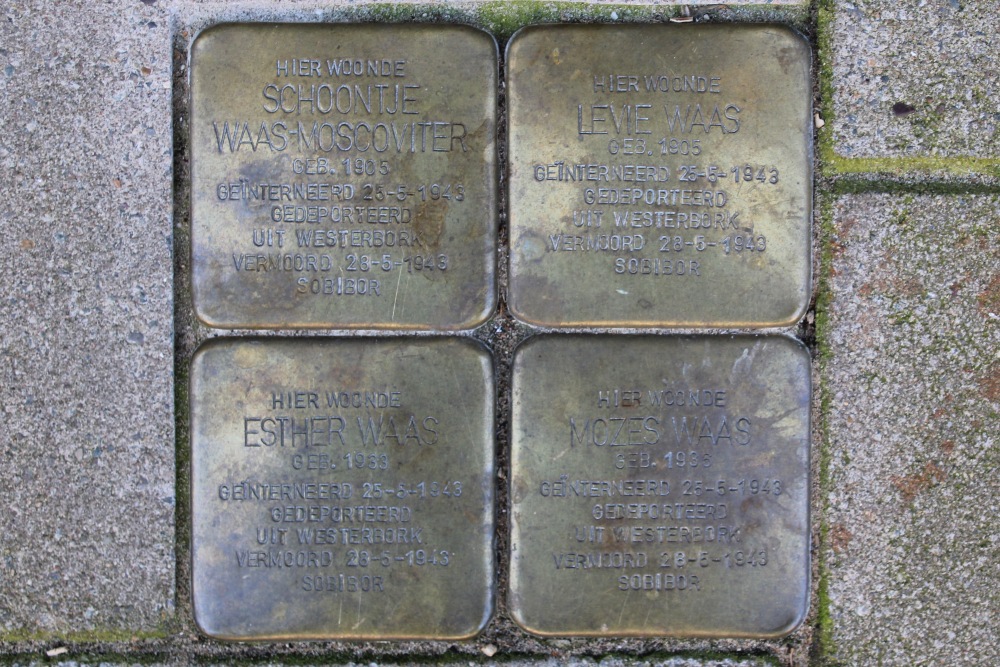 HIER WOONDE
SCHOONTJE
WAAS-MOSCOVITER
GEB. 1905
GEÏNTERNEERD 25-5-1943
GEDEPORTEERD
UIT WESTERBORK
VERMOORD 28-5-1943
SOBIBOR
HIER WOONDE
LEVIE WAAS
GEB. 1905
GEÏNTERNEERD 25-5-1943
GEDEPORTEERD
UIT WESTERBORK
VERMOORD 28-5-1943
SOBIBOR
HIER WOONDE
ESTHER WAAS
GEB.
GEÏNTERNEERD 25-5-1943
GEDEPORTEERD
UIT WESTERBORK
VERMOORD 28-5-1943
SOBIBOR
HIER WOONDE
MOZES WAAS
GEB.
GEÏNTERNEERD 25-5-1943
GEDEPORTEERD
UIT WESTERBORK
VERMOORD 28-5-1943
SOBIBOR